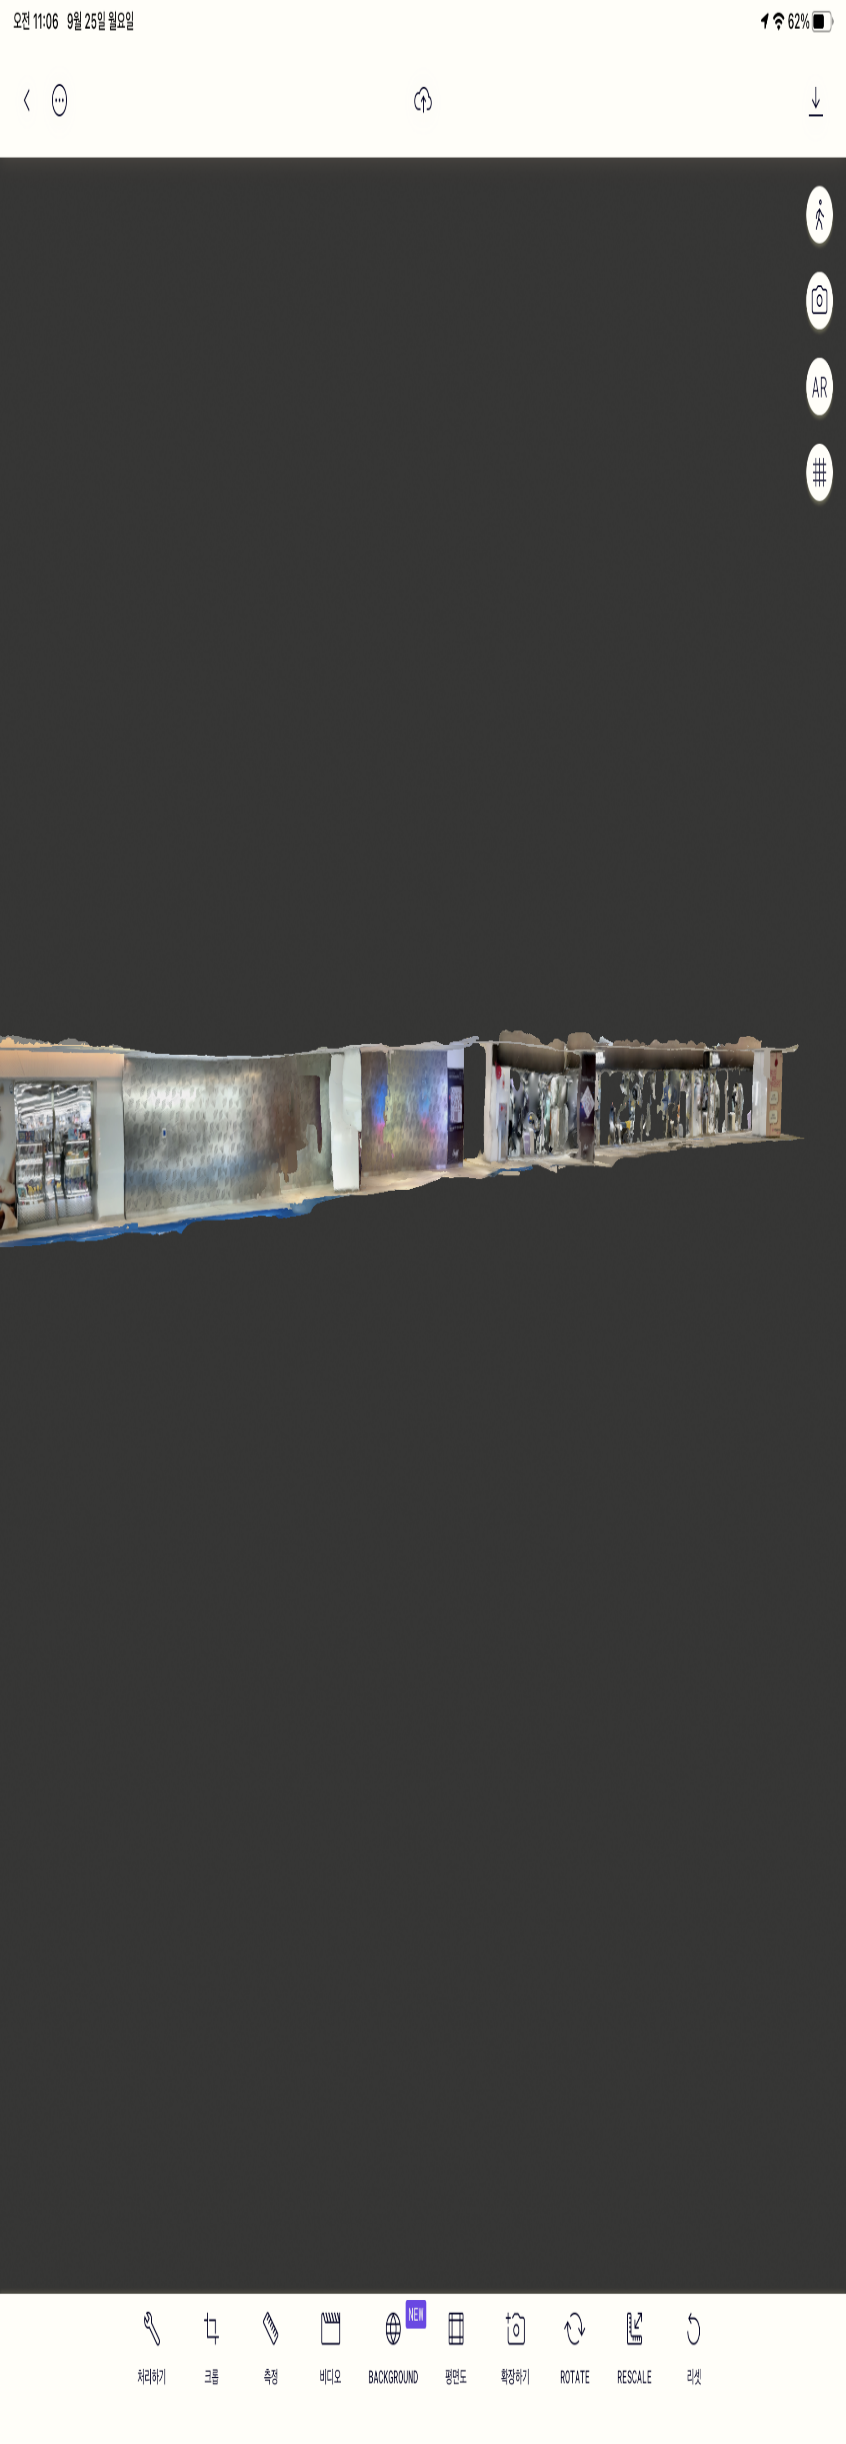 오전 11:06 9월 25일 월요일
62%
AR
NEW
처리하기
크롭
측정
비디오
BACKGROUND
평면도
확장하기
ROTATE
RESCALE
리셋